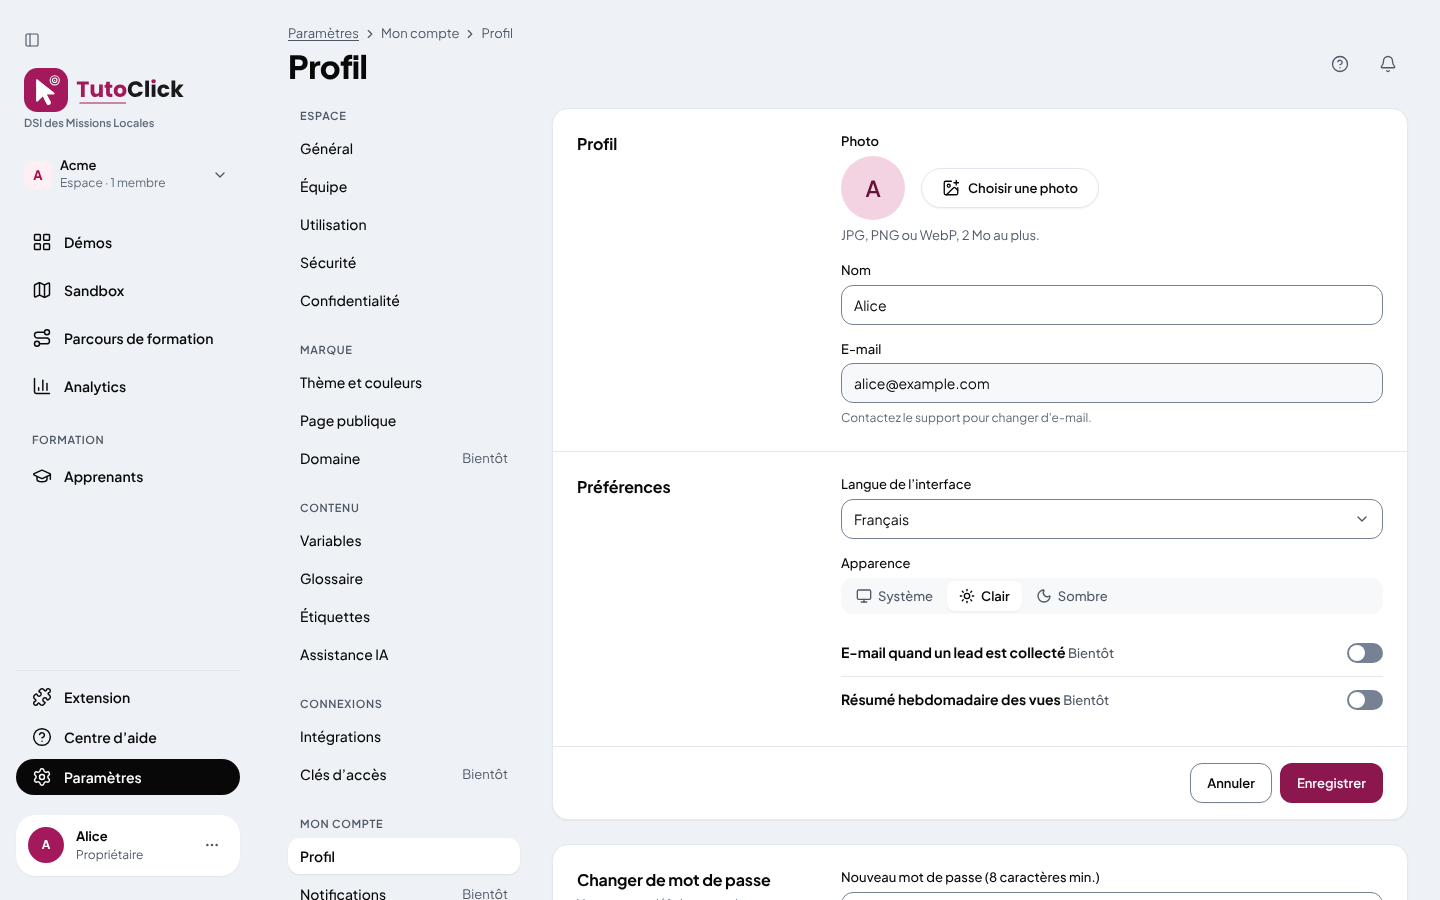 TutoClick
DSI des Missions Locales
A
Acme
Espace · 1 membre
Démos
Sandbox
Parcours de formation
Analytics
FORMATION
Apprenants
Extension
Centre d’aide
Paramètres
A
Alice
Propriétaire
Paramètres > Mon compte > Profil
Profil
ESPACE
Général
Équipe
Utilisation
Sécurité
Confidentialité
MARQUE
Thème et couleurs
Page publique
Domaine Bientôt
CONTENU
Variables
Glossaire
Étiquettes
Assistance IA
CONNEXIONS
Intégrations
Clés d’accès Bientôt
MON COMPTE
Profil
Notifications Bientôt
Profil
Photo
A
Choisir une photo
JPG, PNG ou WebP, 2 Mo au plus.
Nom
Alice
E-mail
alice@example.com
Contactez le support pour changer d’e-mail.
Préférences
Langue de l’interface
Français
Apparence
Système
Clair
Sombre
E-mail quand un lead est collecté Bientôt
Résumé hebdomadaire des vues Bientôt
Annuler
Enregistrer
Changer de mot de passe
Nouveau mot de passe (8 caractères min.)